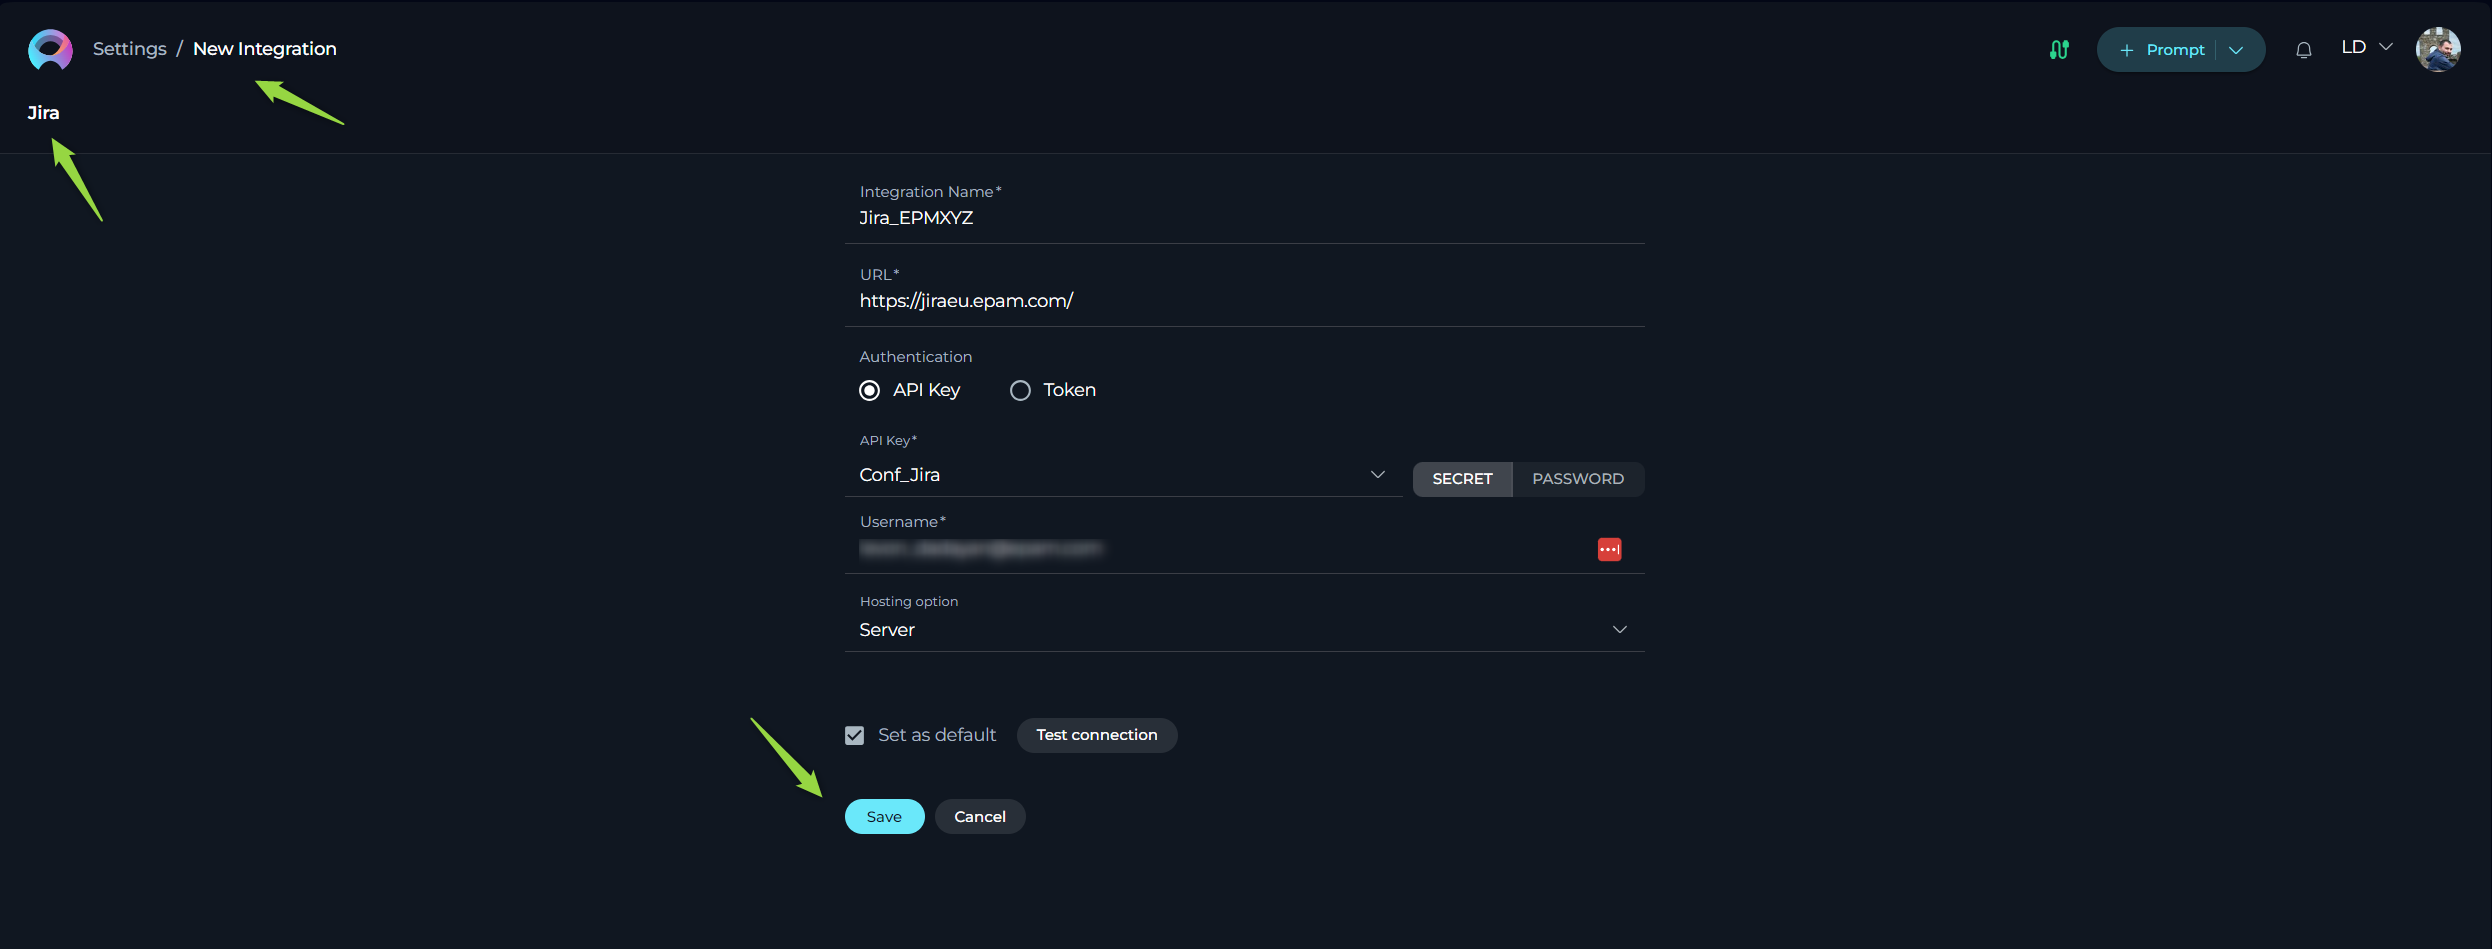 Settings / New Integration
+ Prompt
LD
Jira
Integration Name*
Jira_EPMXYZ
URL*
https://jiraeu.epam.com/
Authentication
API Key Token
API Key*
Conf_Jira SECRET PASSWORD
Username*
Hosting option
Server
Set as default Test connection
Save Cancel